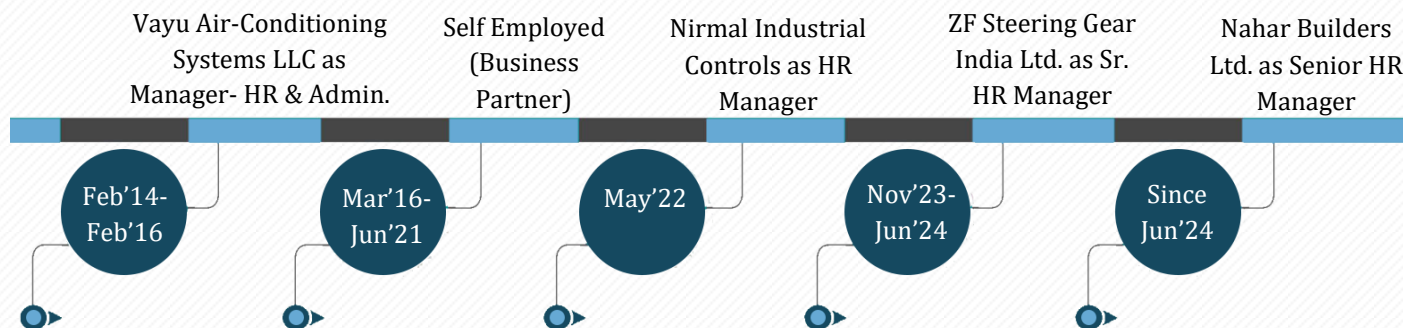 Vayu Air-Conditioning
Systems LLC as
Manager- HR & Admin.
Self Employed
(Business
Partner)
Nirmal Industrial
Controls as HR
Manager
ZF Steering Gear
India Ltd. as Sr.
HR Manager
Nahar Builders
Ltd. as Senior HR
Manager
Feb’14-
Feb’16
Mar’16-
Jun’21
May’22
Nov’23-
Jun’24
Since
Jun’24